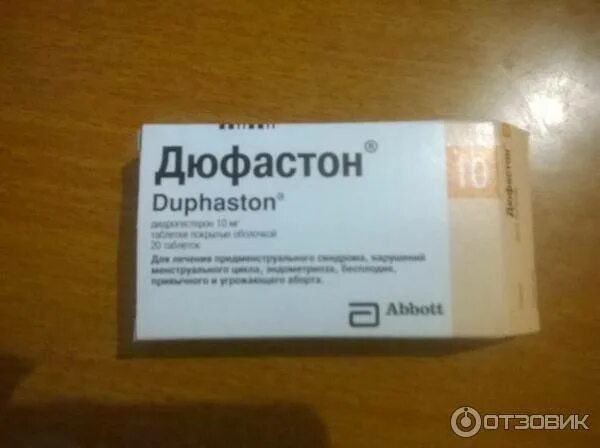 Дюфастон®
Duphaston®
дидрогестерон 10 мг
таблетки покрытые оболочкой
20 таблеток
Для лечения предменструального синдрома, нарушений
менструального цикла, эндометриоза, бесплодия,
привычного и угрожающего аборта.
Abbott
10
Дюфастон®
ОТЗОВИК